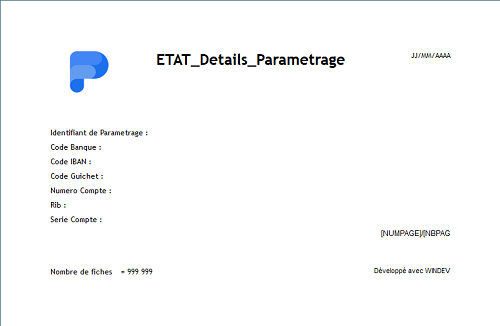 ETAT_Details_Parametrage
JJ/MM/AAAA
Identifiant de Parametrage :
Code Banque :
Code IBAN :
Code Guichet :
Numero Compte :
Rib :
Serie Compte :
[NUMPAGE]/[NBPAG
Nombre de fiches = 999 999
Développé avec WINDEV